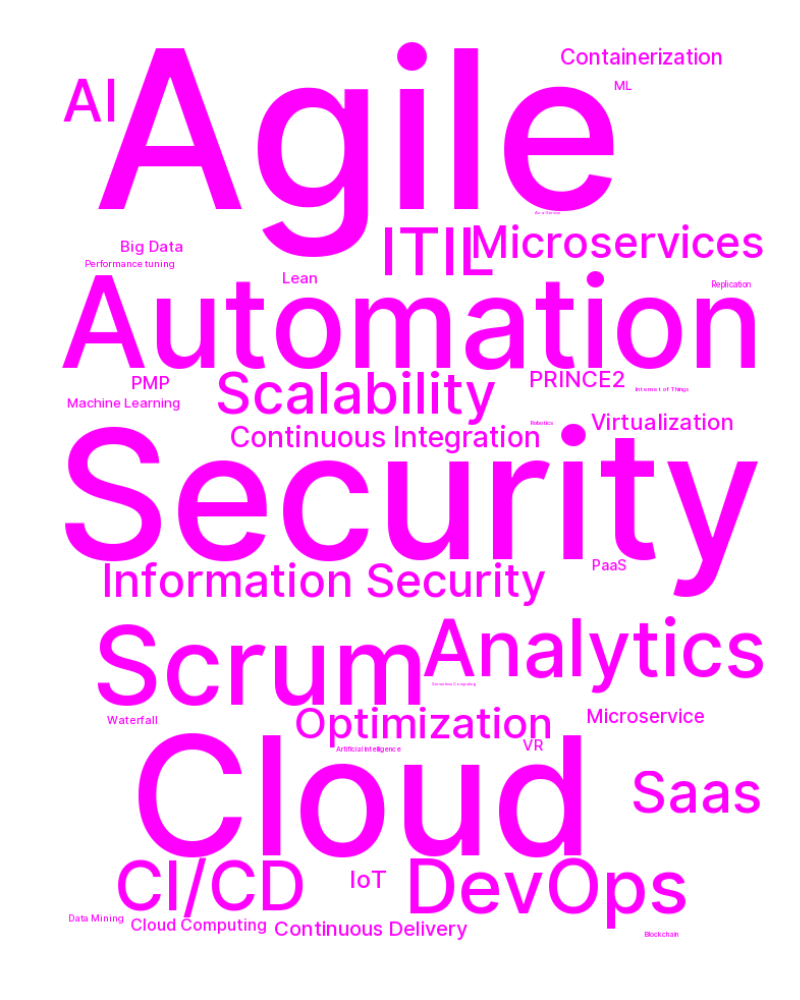 Agile
Containerization
AI
ML
ITIL
Microservices
Big Data
Performance tuning
Lean
Replication
Automation
PMP
Scalability
PRINCE2
Internet of Things
Machine Learning
Robotics
Virtualization
Continuous Integration
Security
PaaS
Information Security
Scrum
Analytics
Serverless Computing
Waterfall
Optimization
Microservice
Artificial Intelligence
VR
Cloud
Saas
CI/CD
IoT
DevOps
Data Mining
Cloud Computing
Continuous Delivery
Blockchain